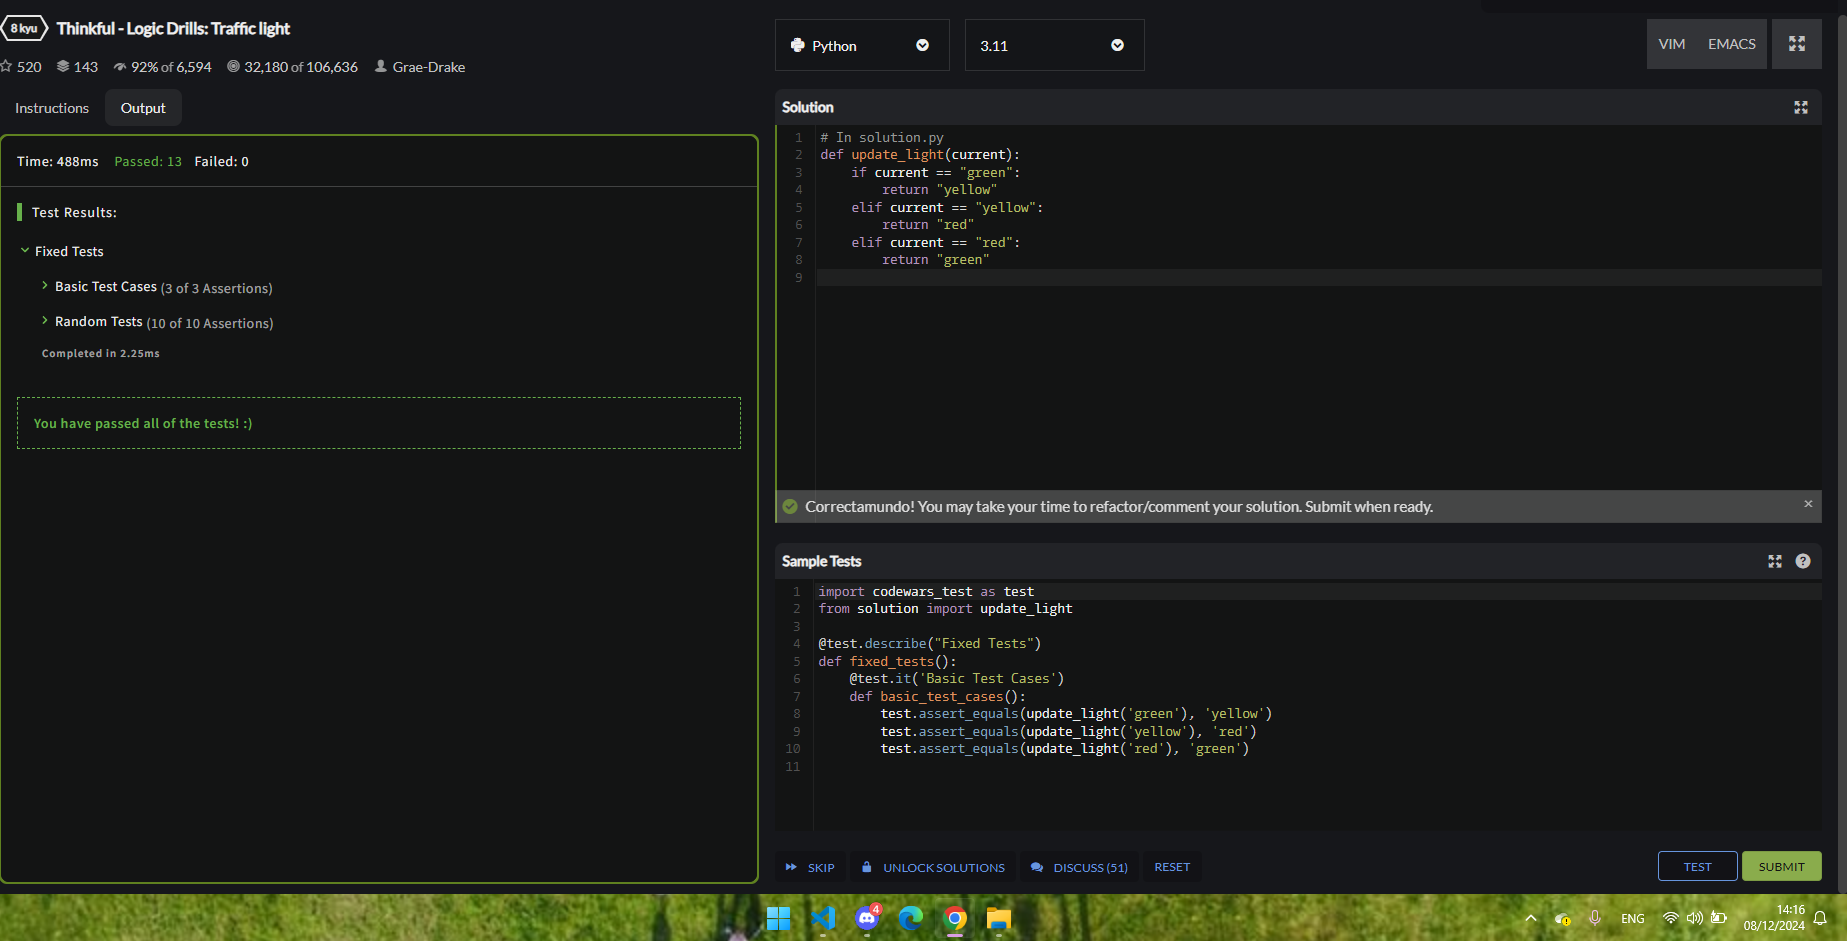 8 kyu Thinkful - Logic Drills: Traffic light
520 143 92% of 6,594 32,180 of 106,636 Grae-Drake
Instructions Output
Time: 488ms Passed: 13 Failed: 0
Test Results:
Fixed Tests
Basic Test Cases (3 of 3 Assertions)
Random Tests (10 of 10 Assertions)
Completed in 2.25ms
You have passed all of the tests! :)
Python 3.11 VIM EMACS
Solution
1 # In solution.py
2 def update_light(current):
3     if current == "green":
4         return "yellow"
5     elif current == "yellow":
6         return "red"
7     elif current == "red":
8         return "green"
9
Correctamundo! You may take your time to refactor/comment your solution. Submit when ready. ×
Sample Tests ?
1 import codewars_test as test
2 from solution import update_light
3
4 @test.describe("Fixed Tests")
5 def fixed_tests():
6     @test.it('Basic Test Cases')
7     def basic_test_cases():
8         test.assert_equals(update_light('green'), 'yellow')
9         test.assert_equals(update_light('yellow'), 'red')
10         test.assert_equals(update_light('red'), 'green')
11
SKIP UNLOCK SOLUTIONS DISCUSS (51) RESET TEST SUBMIT
4 ENG 14:16
08/12/2024